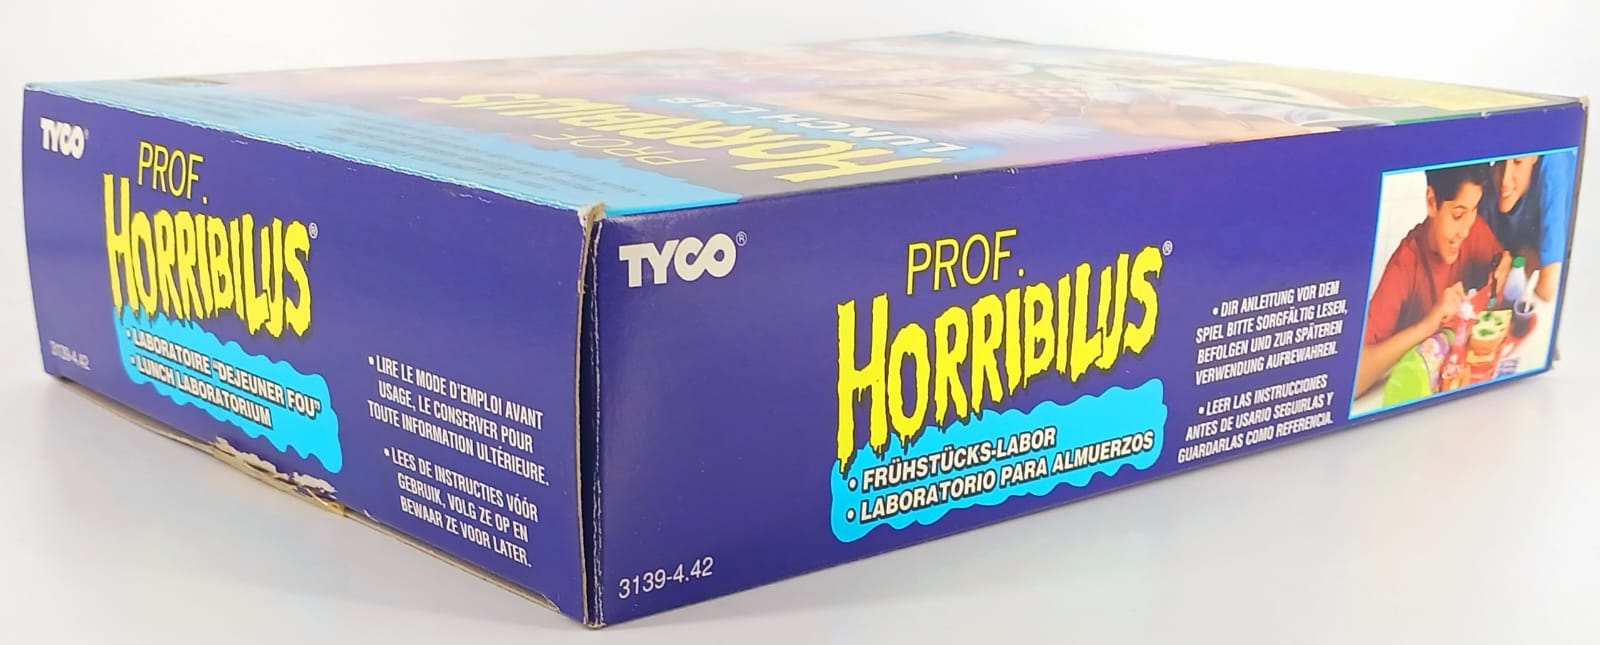 TYCO®
PROF.
HORRIBILUS®
• LABORATOIRE "DEJEUNER FOU"
• LUNCH LABORATORIUM
3139-4.42
• LIRE LE MODE D'EMPLOI AVANT
USAGE, LE CONSERVER POUR
TOUTE INFORMATION ULTÉRIEURE.
• LEES DE INSTRUCTIES VÓÓR
GEBRUIK, VOLG ZE OP EN
BEWAAR ZE VOOR LATER.
PROF.
HORRIBILUS
LUNCH LAB
TYCO®
PROF.
HORRIBILUS®
• FRÜHSTÜCKS-LABOR
• LABORATORIO PARA ALMUERZOS
3139-4.42
• DIR ANLEITUNG VOR DEM
SPIEL BITTE SORGFÄLTIG LESEN,
BEFOLGEN UND ZUR SPÄTEREN
VERWENDUNG AUFBEWAHREN.
• LEER LAS INSTRUCCIONES
ANTES DE USARIO SEGUIRLAS Y
GUARDARLAS COMO REFERENCIA.